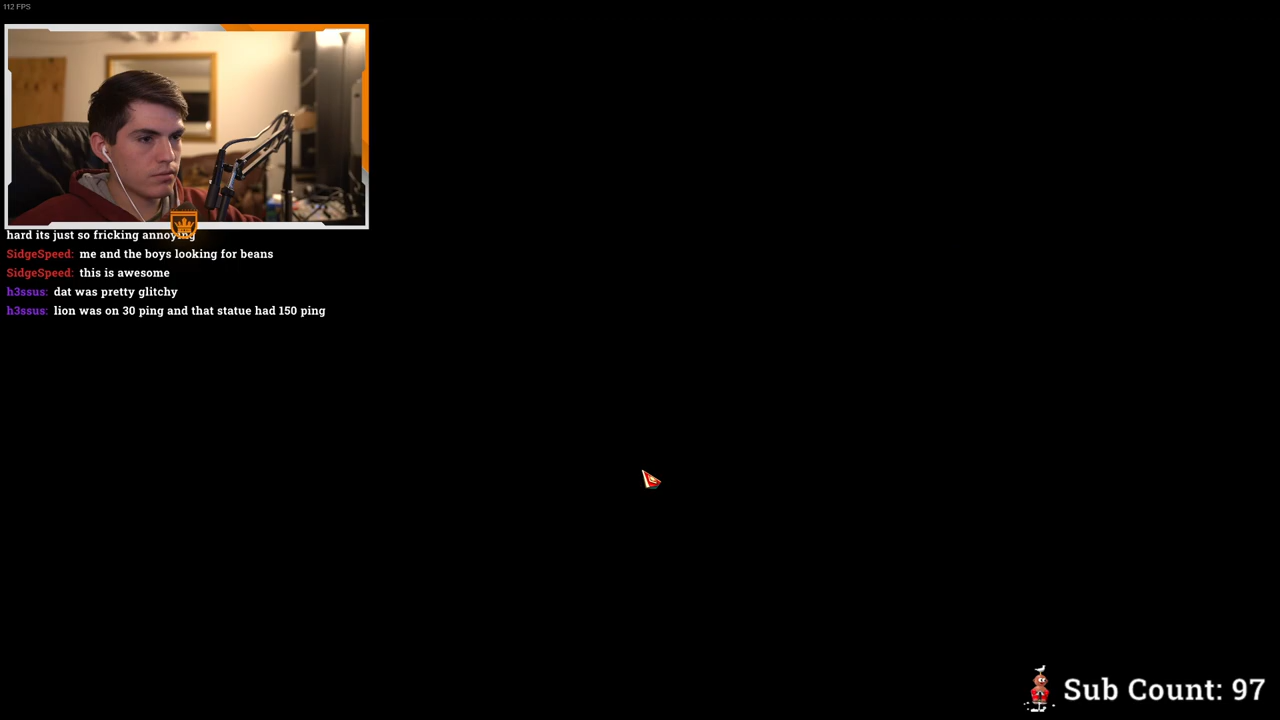 112 FPS
hard its just so fricking annoying
SidgeSpeed: me and the boys looking for beans
SidgeSpeed: this is awesome
h3ssus: dat was pretty glitchy
h3ssus: lion was on 30 ping and that statue had 150 ping
Sub Count: 97